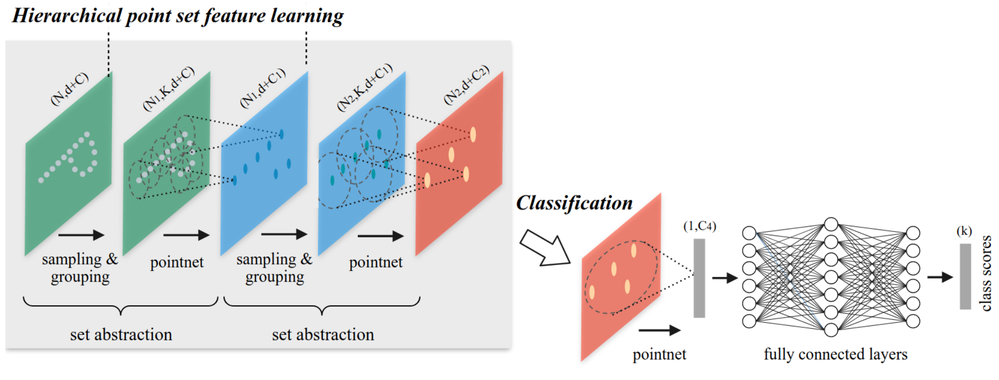 Hierarchical point set feature learning
(N,d+C)
(N1,K,d+C)
(N1,d+C1)
(N2,K,d+C1)
(N2,d+C2)
sampling &
grouping
pointnet
sampling &
grouping
pointnet
set abstraction
set abstraction
Classification
(1,C4)
(k)
class scores
pointnet
fully connected layers